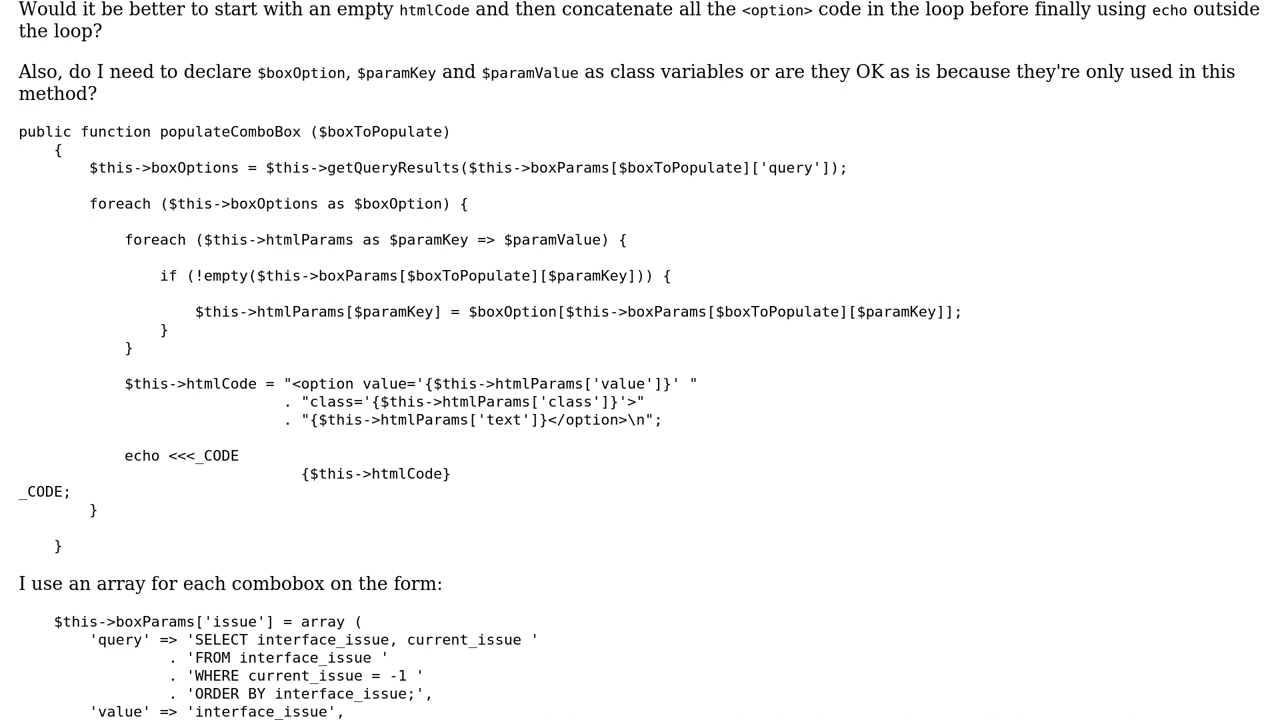 Would it be better to start with an empty htmlCode and then concatenate all the <option> code in the loop before finally using echo outside
the loop?
Also, do I need to declare $boxOption, $paramKey and $paramValue as class variables or are they OK as is because they're only used in this
method?
public function populateComboBox ($boxToPopulate)
    {
        $this->boxOptions = $this->getQueryResults($this->boxParams[$boxToPopulate]['query']);
        foreach ($this->boxOptions as $boxOption) {
            foreach ($this->htmlParams as $paramKey => $paramValue) {
                if (!empty($this->boxParams[$boxToPopulate][$paramKey])) {
                    $this->htmlParams[$paramKey] = $boxOption[$this->boxParams[$boxToPopulate][$paramKey]];
                }
            }
            $this->htmlCode = "<option value='{$this->htmlParams['value']}' "
                              . "class='{$this->htmlParams['class']}'>"
                              . "{$this->htmlParams['text']}</option>\n";
            echo <<<_CODE
                                {$this->htmlCode}
_CODE;
        }
    }
I use an array for each combobox on the form:
    $this->boxParams['issue'] = array (
        'query' => 'SELECT interface_issue, current_issue '
                 . 'FROM interface_issue '
                 . 'WHERE current_issue = -1 '
                 . 'ORDER BY interface_issue;',
        'value' => 'interface_issue',